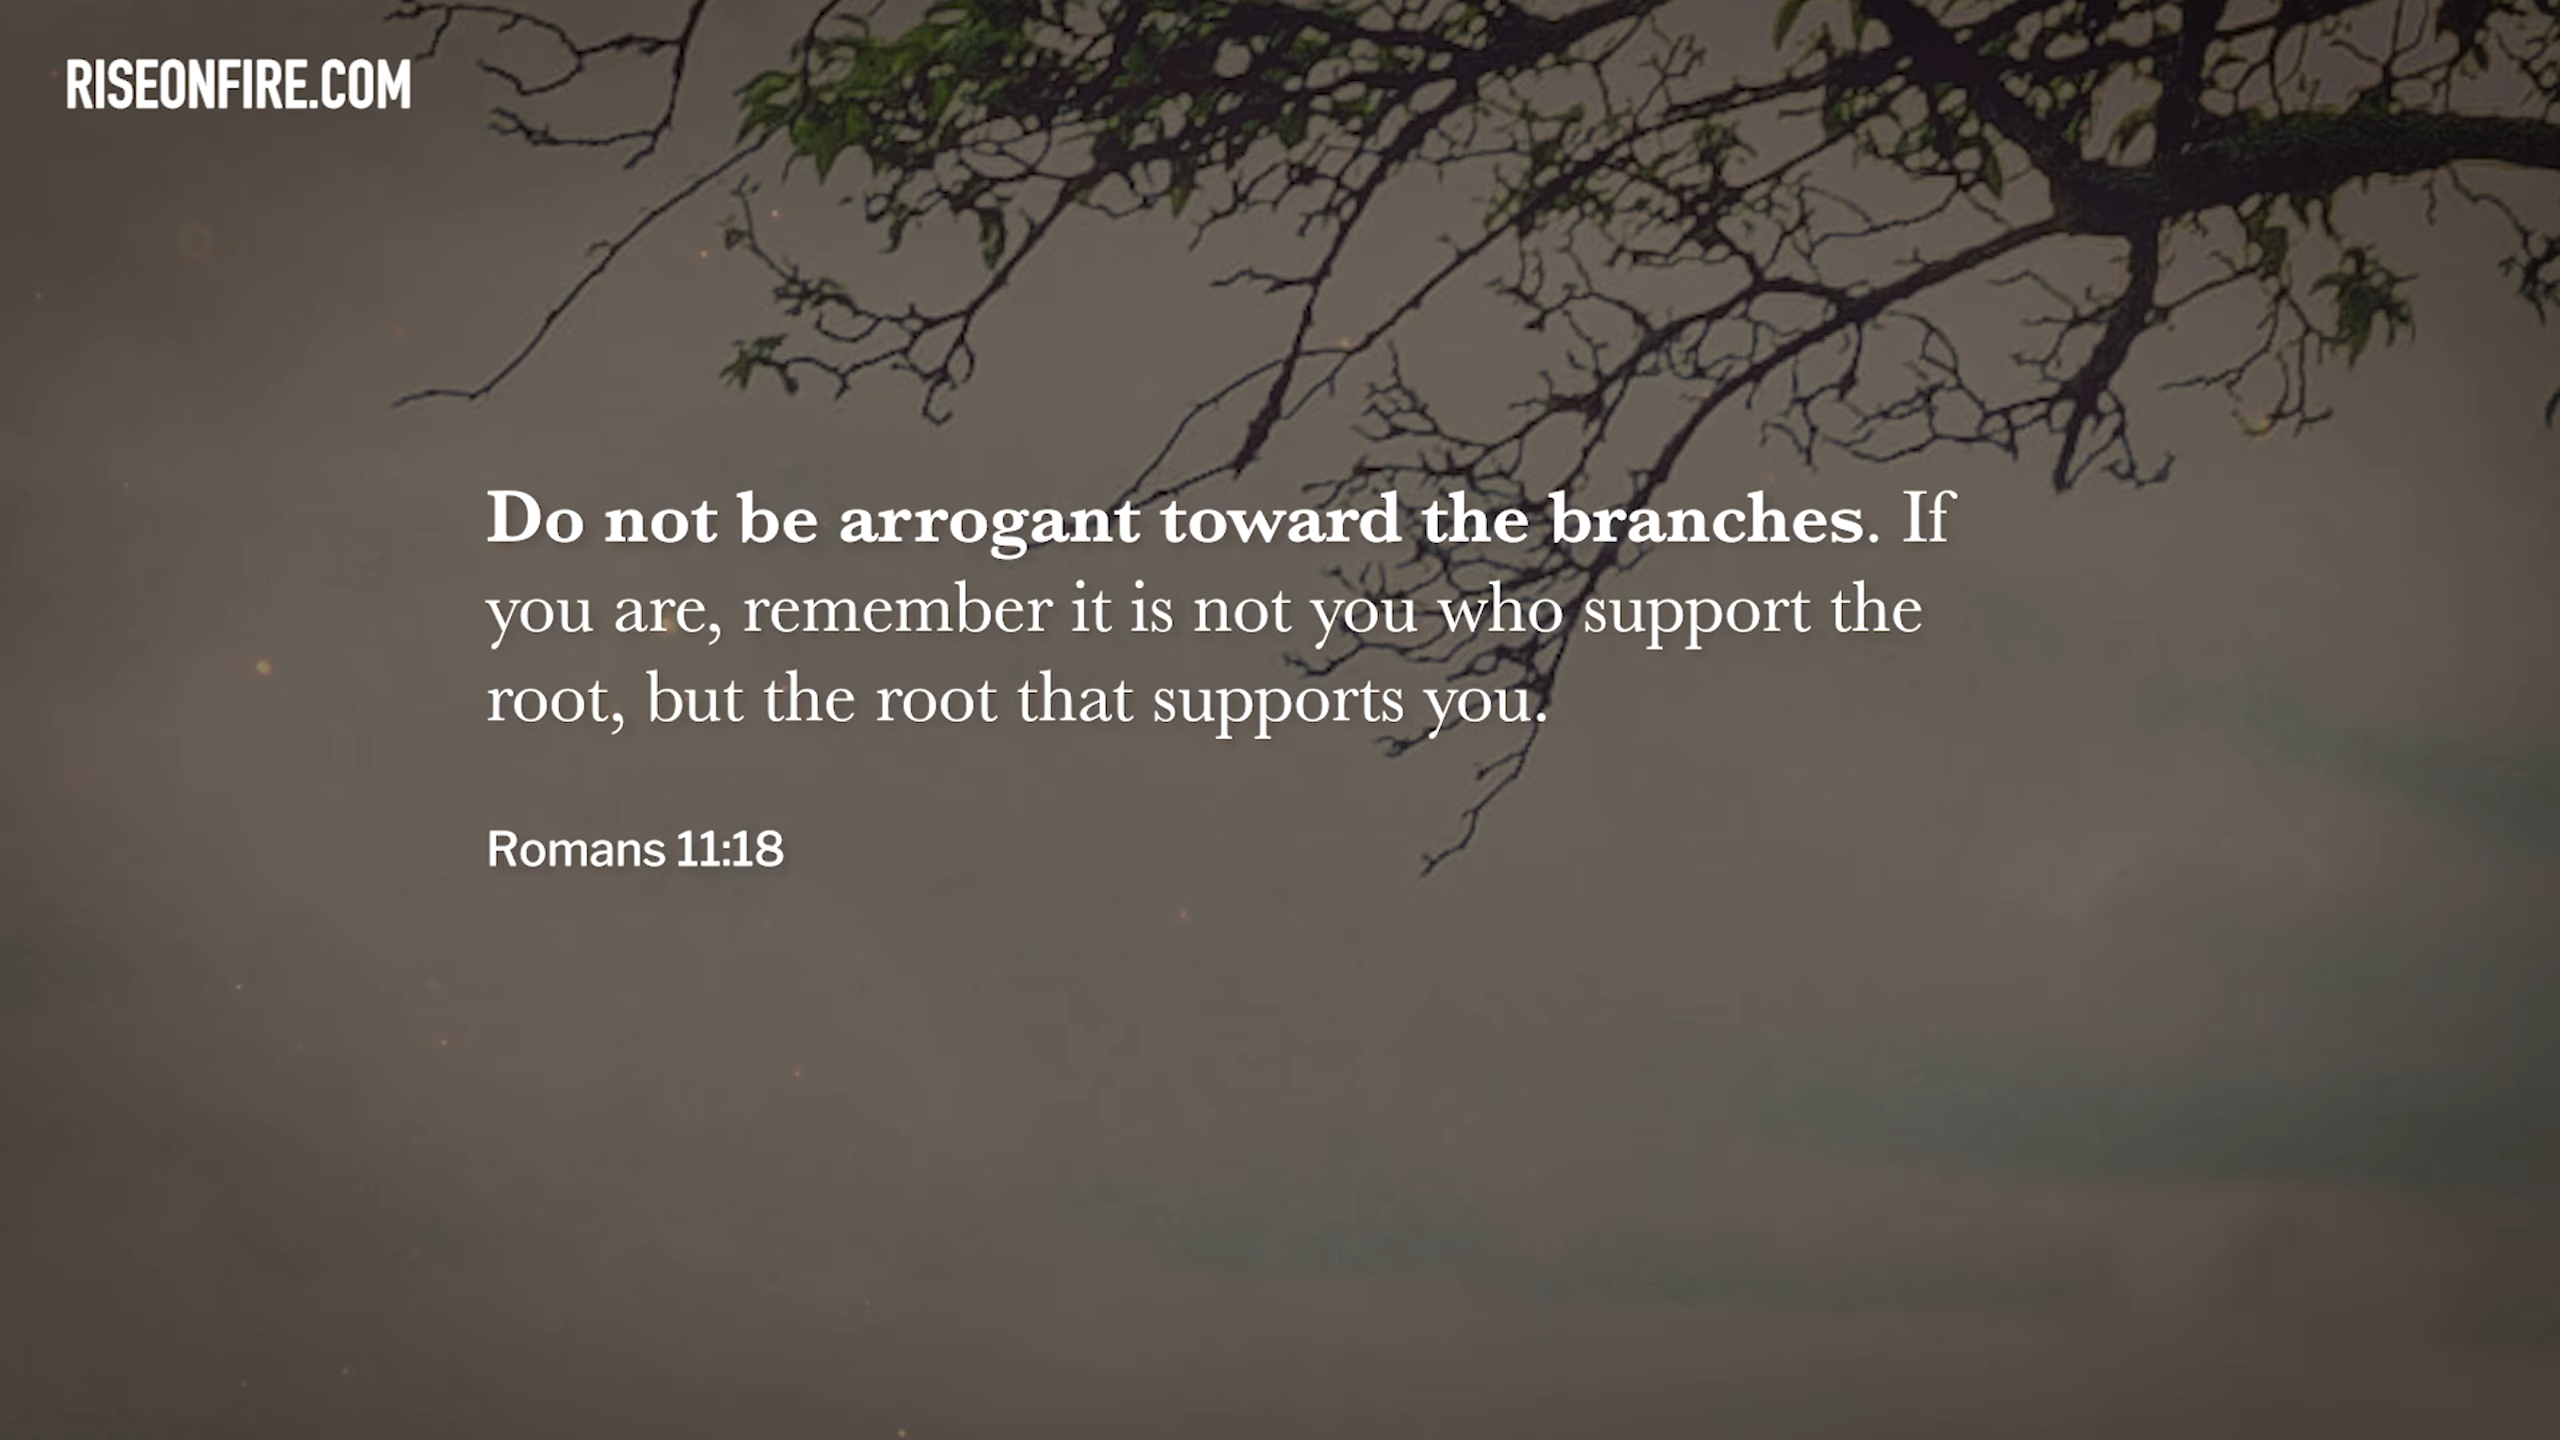 RISEONFIRE.COM
Do not be arrogant toward the branches. If
you are, remember it is not you who support the
root, but the root that supports you.
Romans 11:18